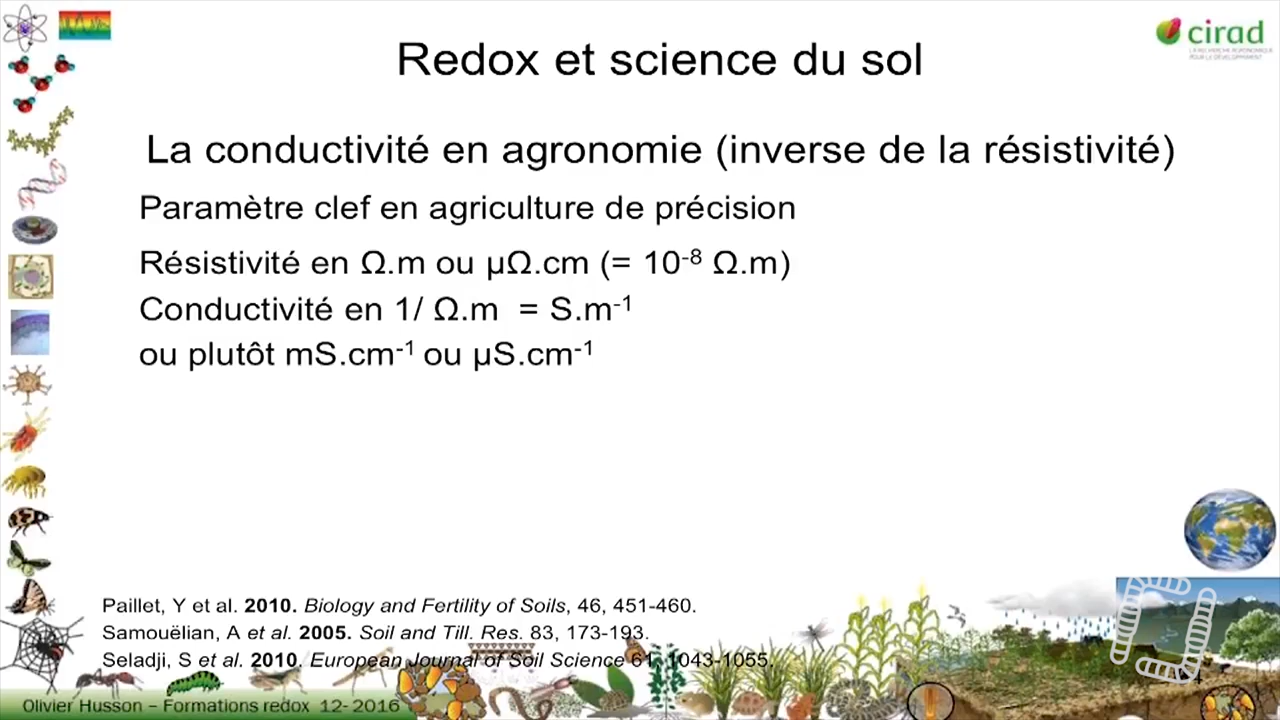 cirad
Redox et science du sol
La conductivité en agronomie (inverse de la résistivité)
Paramètre clef en agriculture de précision
Résistivité en Ω.m ou µΩ.cm (= 10⁻⁸ Ω.m)
Conductivité en 1/ Ω.m = S.m⁻¹
ou plutôt mS.cm⁻¹ ou µS.cm⁻¹
Paillet, Y et al. 2010. Biology and Fertility of Soils, 46, 451-460.
Samouëlian, A et al. 2005. Soil and Till. Res. 83, 173-193.
Seladji, S et al. 2010. European Journal of Soil Science 61, 1043-1055.
Olivier Husson – Formations redox 12- 2016